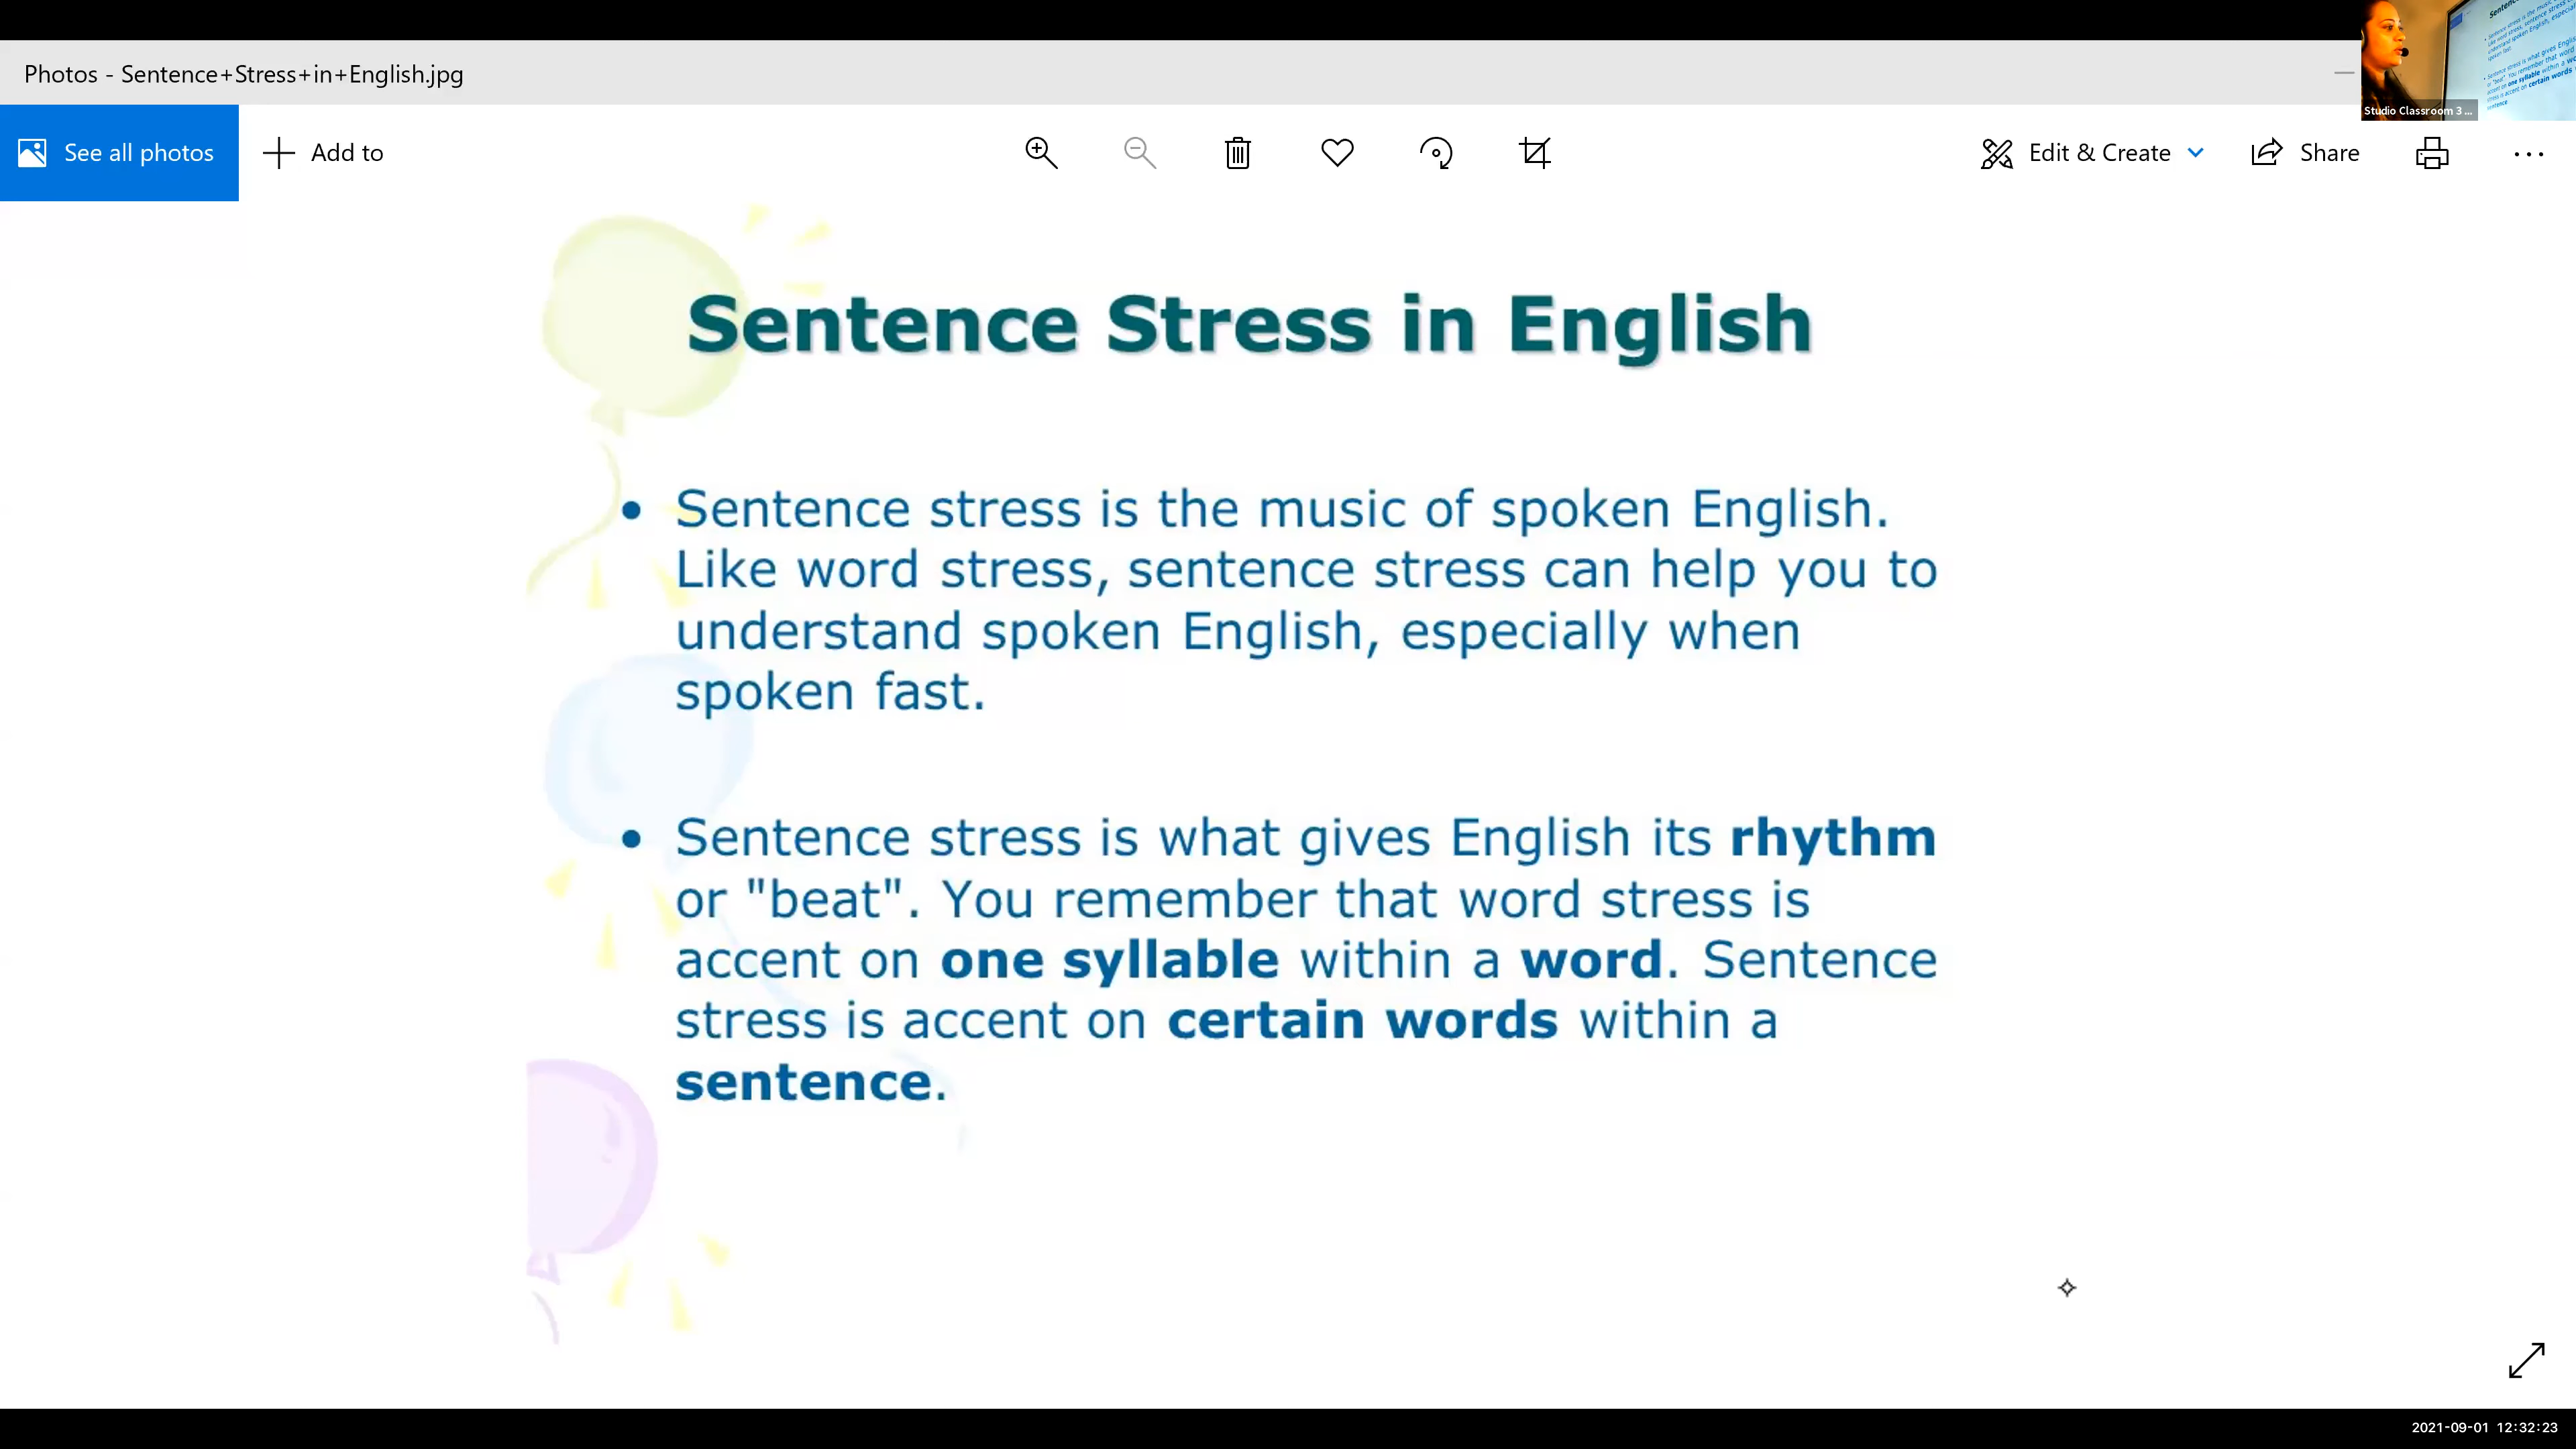 Photos - Sentence+Stress+in+English.jpg
See all photos
Add to
Edit & Create
Share
Studio Classroom 3 ...
Sentence Stress in English
• Sentence stress is the music of spoken English.
Like word stress, sentence stress can help you to
understand spoken English, especially when
spoken fast.
• Sentence stress is what gives English its rhythm
or "beat". You remember that word stress is
accent on one syllable within a word. Sentence
stress is accent on certain words within a
sentence.
2021-09-01 12:32:23